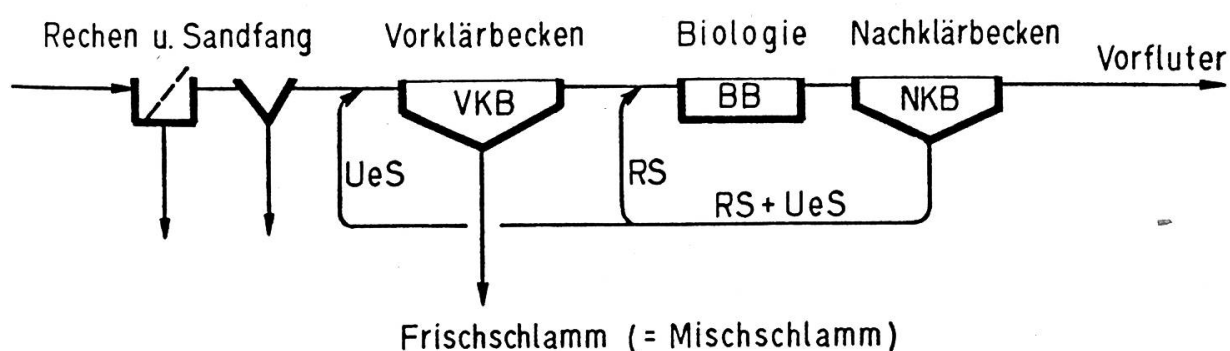 Rechen u. Sandfang
Vorklärbecken
Biologie
Nachklärbecken
Vorfluter
VKB
BB
NKB
UeS
RS
RS + UeS
Frischschlamm (= Mischschlamm)